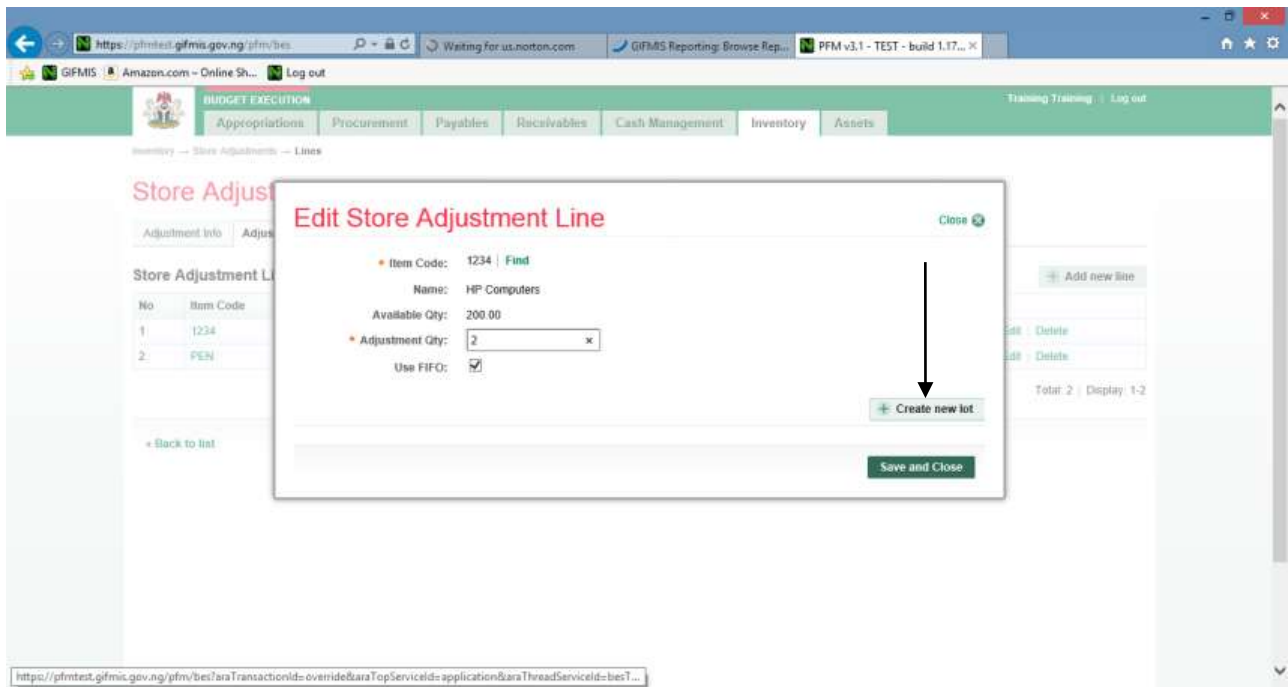 https://pfmtest.gifmis.gov.ng/pfm/bes
Waiting for us.norton.com
GIFMIS Reporting: Browse Rep...
PFM v3.1 - TEST - build 1.17...
GIFMIS
Amazon.com – Online Sh...
Log out
BUDGET EXECUTION
Training Training | Log out
Appropriations
Procurement
Payables
Receivables
Cash Management
Inventory
Assets
Inventory — Store Adjustments — Lines
Store Adjust
Edit Store Adjustment Line
Close
Adjustment Info
Adjus
* Item Code: 1234 | Find
Store Adjustment Li
+ Add new line
Name: HP Computers
No Item Code
Available Qty: 200.00
1 1234
Edit | Delete
* Adjustment Qty: 2 ×
2 PEN
Edit | Delete
Use FIFO:
Total: 2 | Display: 1-2
+ Create new lot
« Back to list
Save and Close
https://pfmtest.gifmis.gov.ng/pfm/bes?araTransactionId=override&araTopServiceId=application&araThreadServiceId=besT...